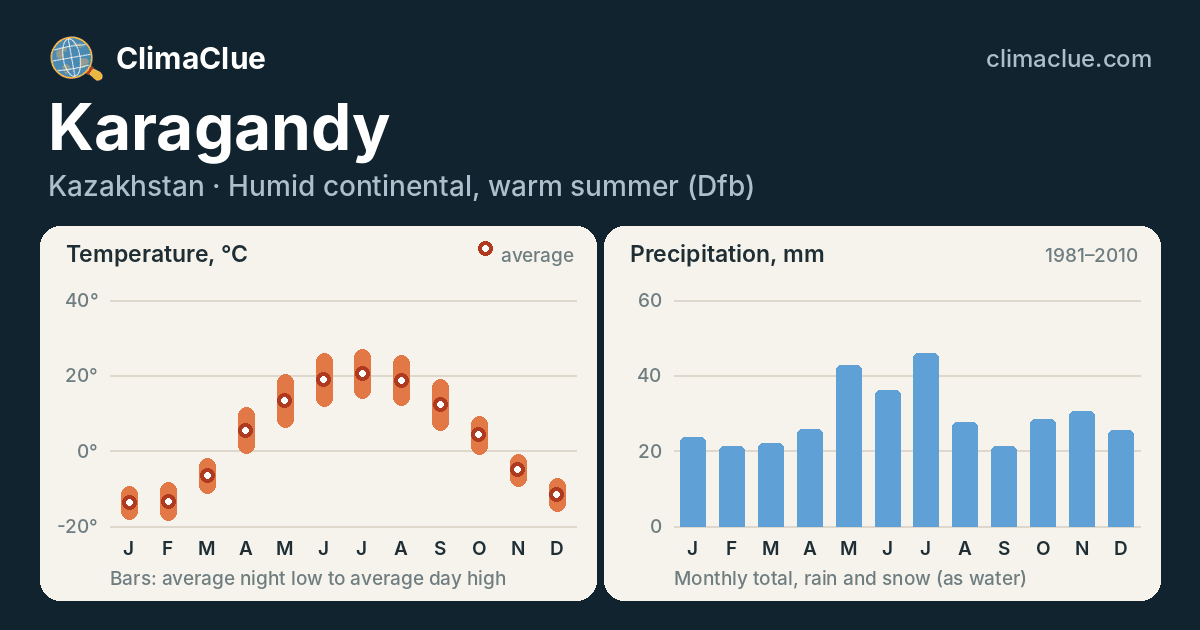 ClimaClue
climaclue.com
Karagandy
Kazakhstan · Humid continental, warm summer (Dfb)
Temperature, °C
average
40°
20°
0°
-20°
J F M A M J J A S O N D
Bars: average night low to average day high
Precipitation, mm
1981–2010
60
40
20
0
J F M A M J J A S O N D
Monthly total, rain and snow (as water)